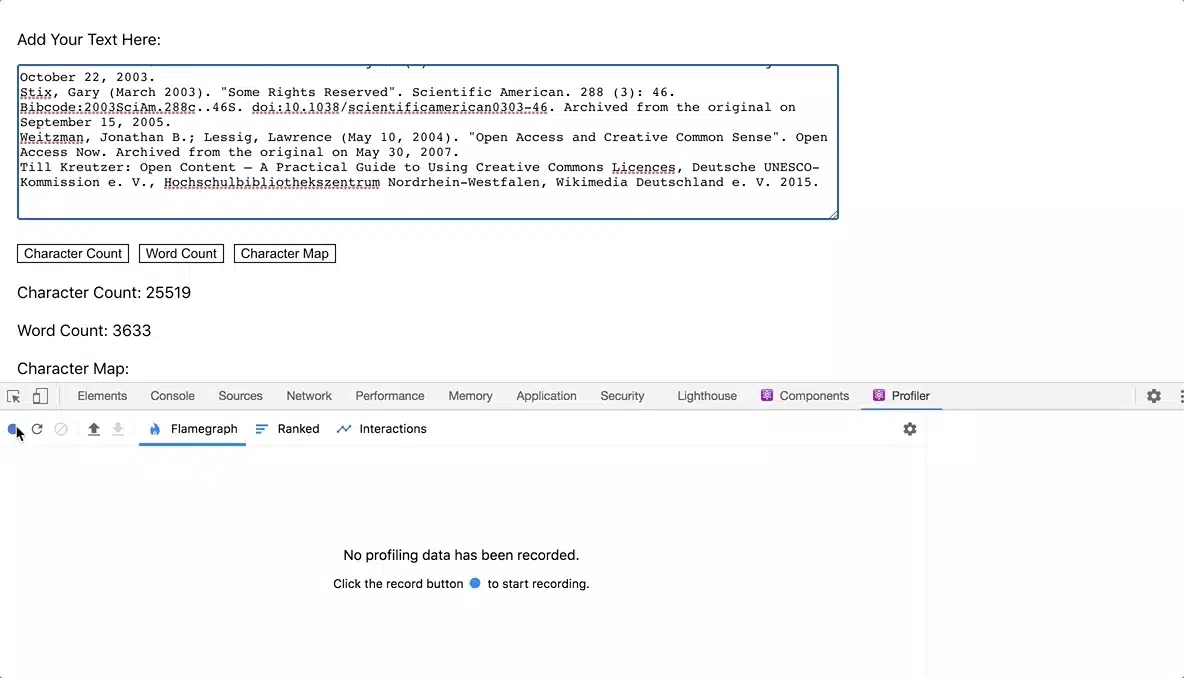 Add Your Text Here:
October 22, 2003.
Stix, Gary (March 2003). "Some Rights Reserved". Scientific American. 288 (3): 46.
Bibcode:2003SciAm.288c..46S. doi:10.1038/scientificamerican0303-46. Archived from the original on
September 15, 2005.
Weitzman, Jonathan B.; Lessig, Lawrence (May 10, 2004). "Open Access and Creative Common Sense". Open
Access Now. Archived from the original on May 30, 2007.
Till Kreutzer: Open Content – A Practical Guide to Using Creative Commons Licences, Deutsche UNESCO-
Kommission e. V., Hochschulbibliothekszentrum Nordrhein-Westfalen, Wikimedia Deutschland e. V. 2015.
Character Count Word Count Character Map
Character Count: 25519
Word Count: 3633
Character Map:
Elements Console Sources Network Performance Memory Application Security Lighthouse Components Profiler
Flamegraph Ranked Interactions
No profiling data has been recorded.
Click the record button to start recording.